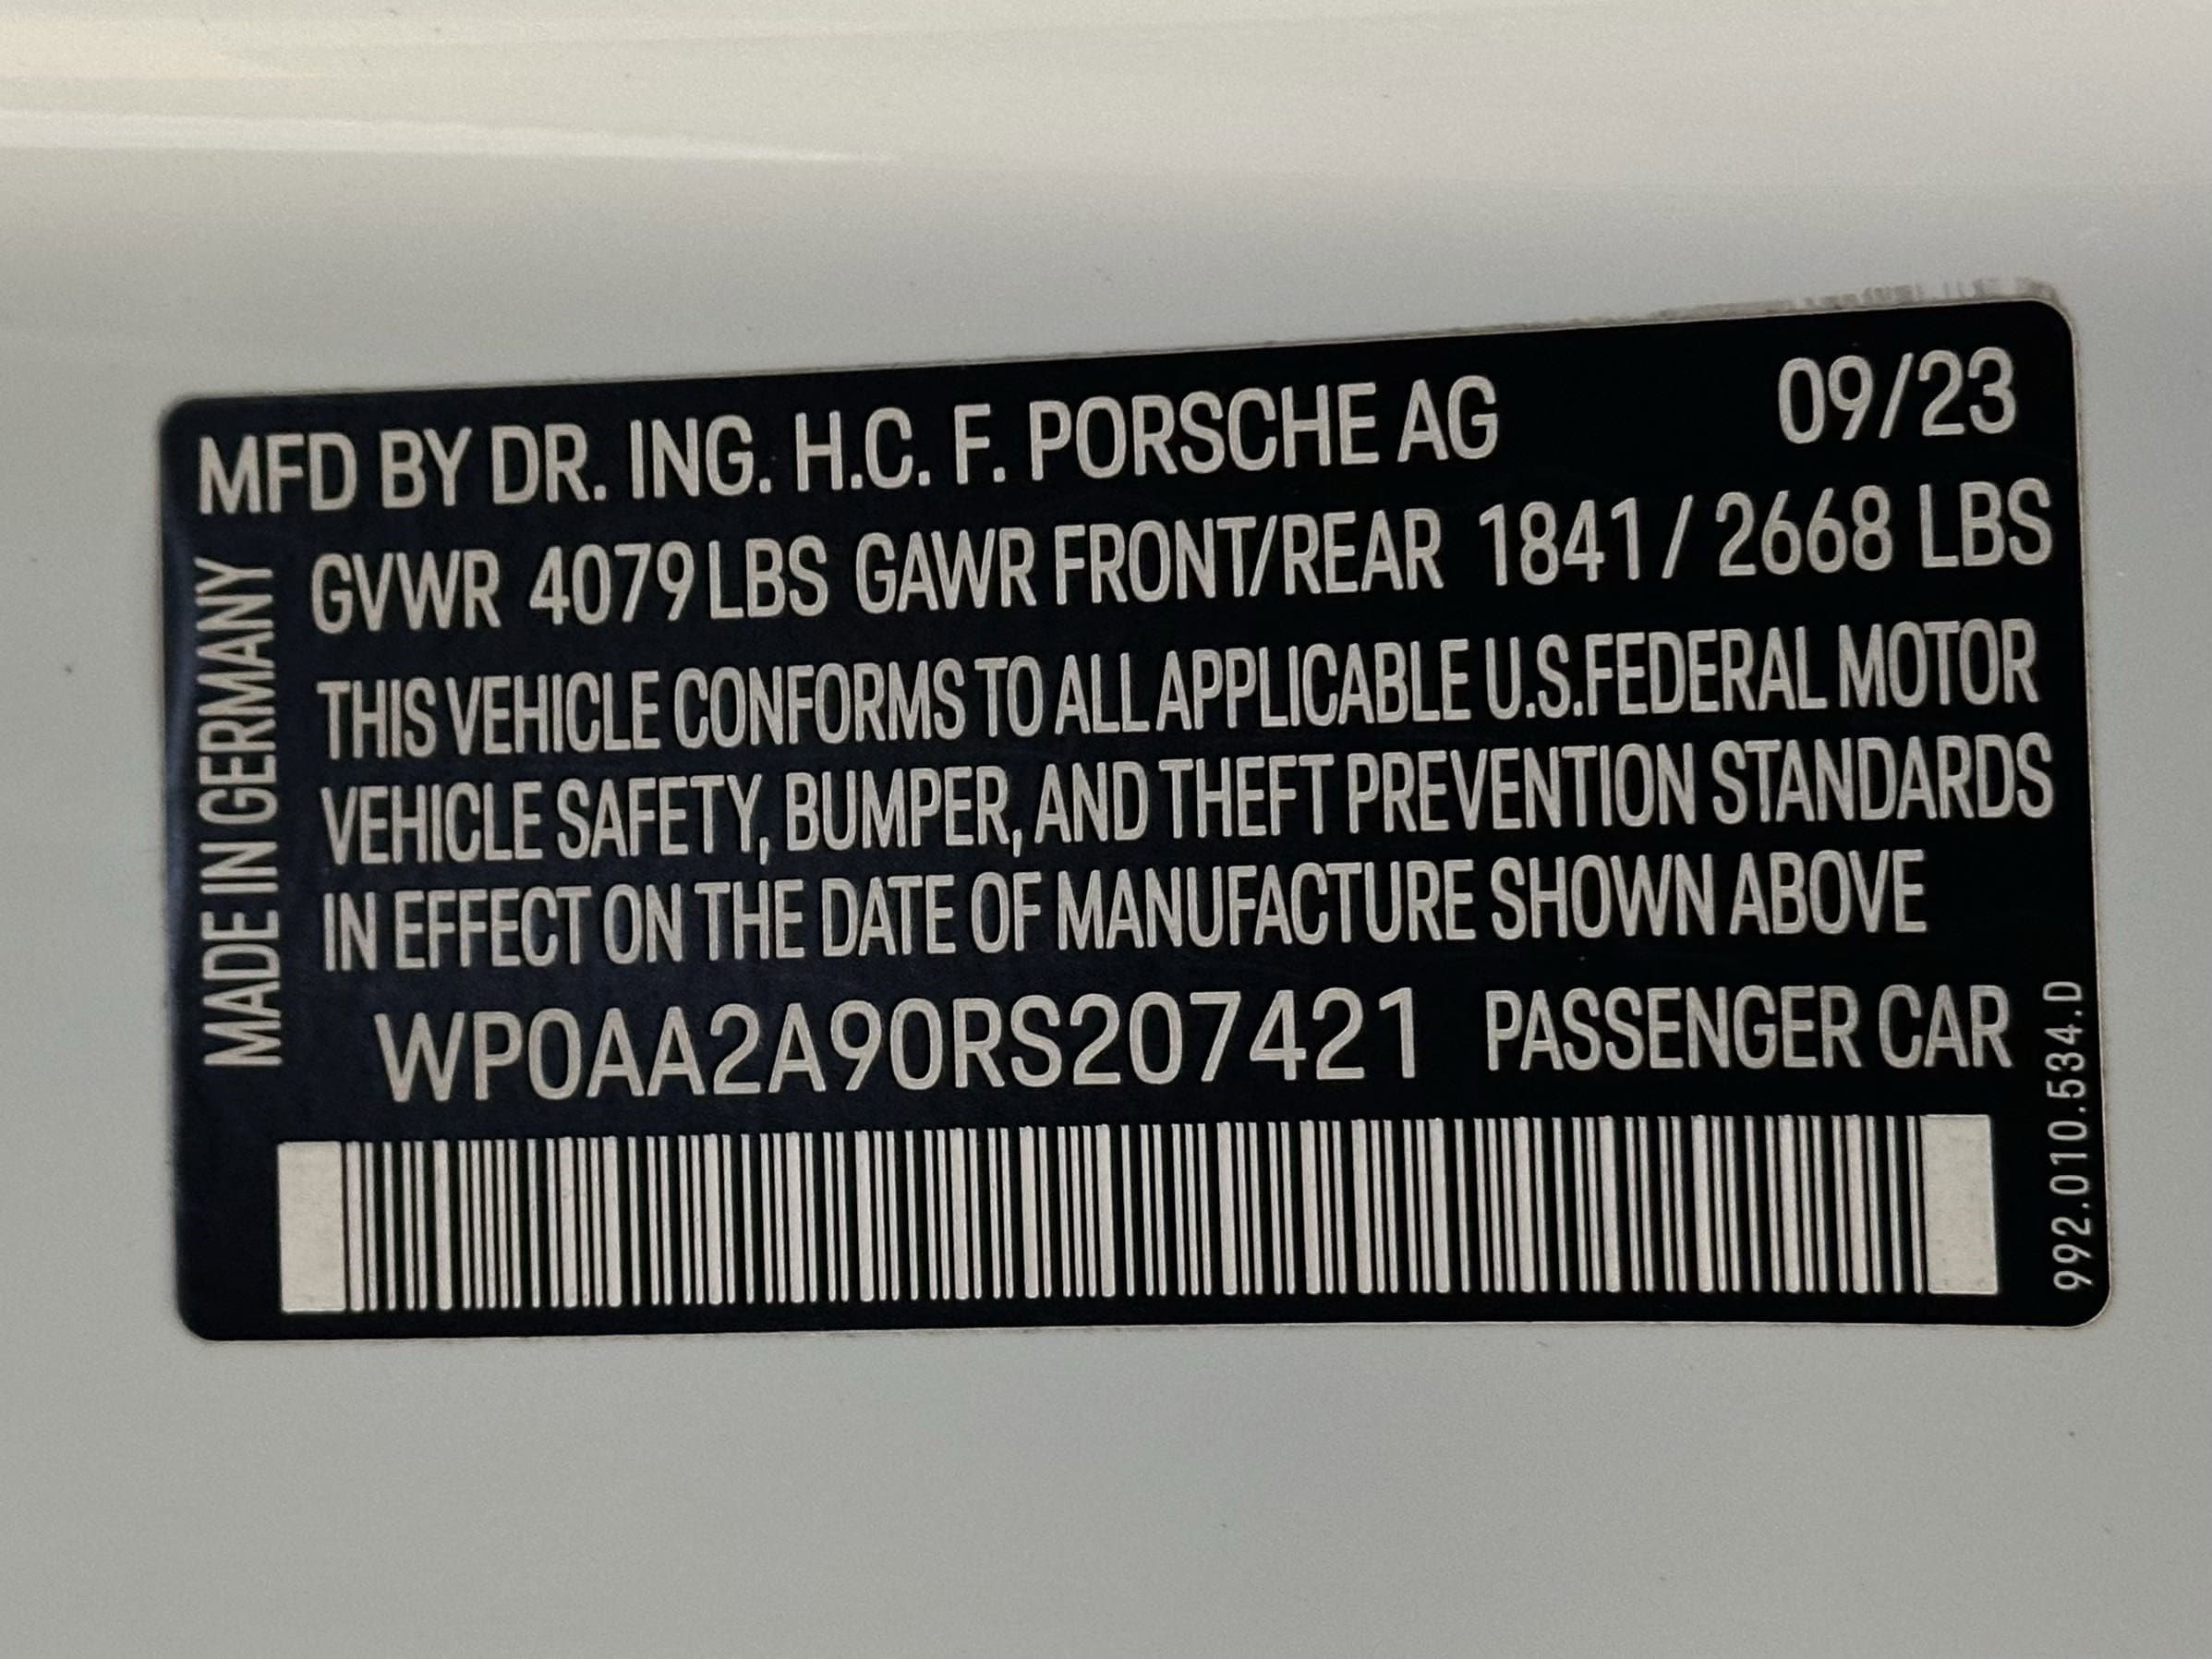 MFD BY DR. ING. H.C. F. PORSCHE AG 09/23
GVWR 4079 LBS GAWR FRONT/REAR 1841 / 2668 LBS
THIS VEHICLE CONFORMS TO ALL APPLICABLE U.S.FEDERAL MOTOR
VEHICLE SAFETY, BUMPER, AND THEFT PREVENTION STANDARDS
IN EFFECT ON THE DATE OF MANUFACTURE SHOWN ABOVE
WP0AA2A90RS207421 PASSENGER CAR
MADE IN GERMANY
992.010.534.D